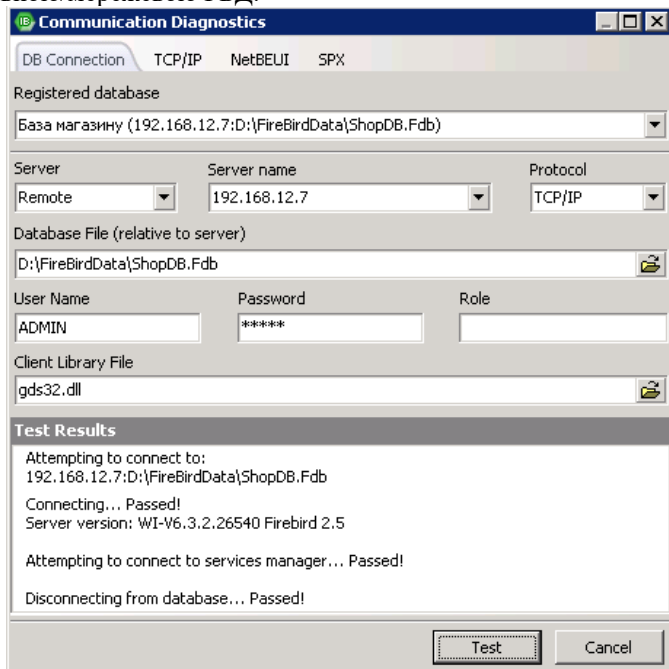 Communication Diagnostics
DB Connection TCP/IP NetBEUI SPX
Registered database
База магазину (192.168.12.7:D:\FireBirdData\ShopDB.Fdb)
Server Server name Protocol
Remote 192.168.12.7 TCP/IP
Database File (relative to server)
D:\FireBirdData\ShopDB.Fdb
User Name Password Role
ADMIN *****
Client Library File
gds32.dll
Test Results
Attempting to connect to:
192.168.12.7:D:\FireBirdData\ShopDB.Fdb
Connecting... Passed!
Server version: WI-V6.3.2.26540 Firebird 2.5
Attempting to connect to services manager... Passed!
Disconnecting from database... Passed!
Test Cancel